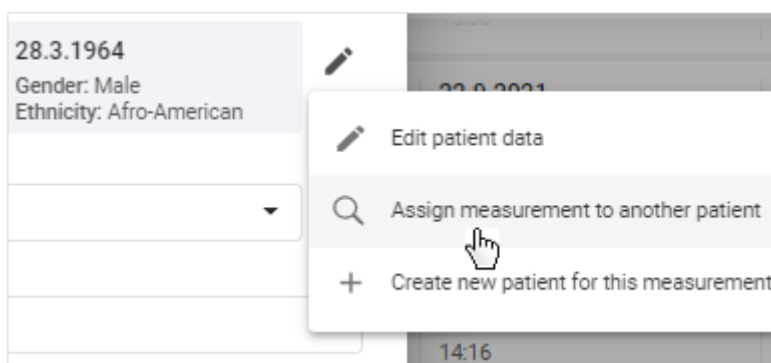 28.3.1964
Gender: Male
Ethnicity: Afro-American
Edit patient data
Assign measurement to another patient
Create new patient for this measurement
14:16